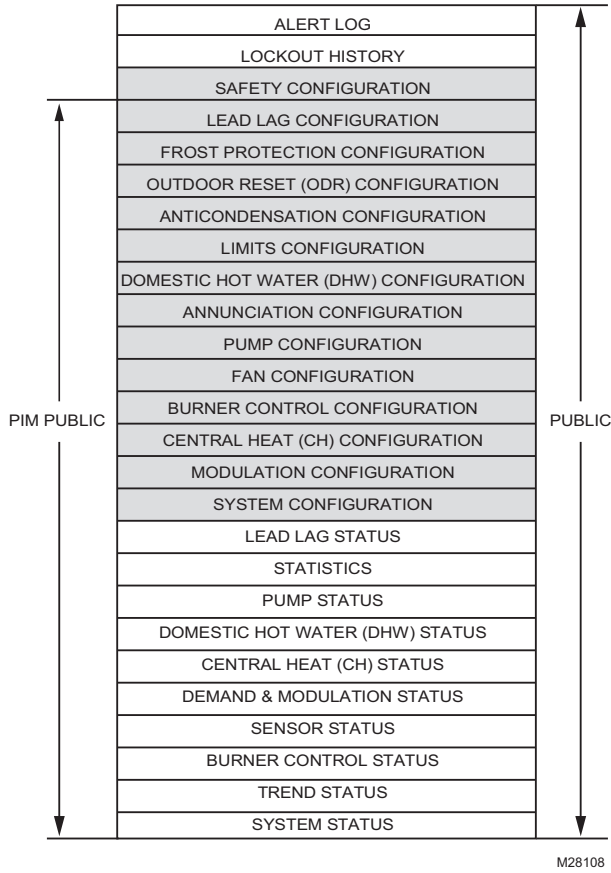 ALERT LOG
LOCKOUT HISTORY
SAFETY CONFIGURATION
LEAD LAG CONFIGURATION
FROST PROTECTION CONFIGURATION
OUTDOOR RESET (ODR) CONFIGURATION
ANTICONDENSATION CONFIGURATION
LIMITS CONFIGURATION
DOMESTIC HOT WATER (DHW) CONFIGURATION
ANNUNCIATION CONFIGURATION
PUMP CONFIGURATION
FAN CONFIGURATION
BURNER CONTROL CONFIGURATION
PIM PUBLIC
PUBLIC
CENTRAL HEAT (CH) CONFIGURATION
MODULATION CONFIGURATION
SYSTEM CONFIGURATION
LEAD LAG STATUS
STATISTICS
PUMP STATUS
DOMESTIC HOT WATER (DHW) STATUS
CENTRAL HEAT (CH) STATUS
DEMAND & MODULATION STATUS
SENSOR STATUS
BURNER CONTROL STATUS
TREND STATUS
SYSTEM STATUS
M28108